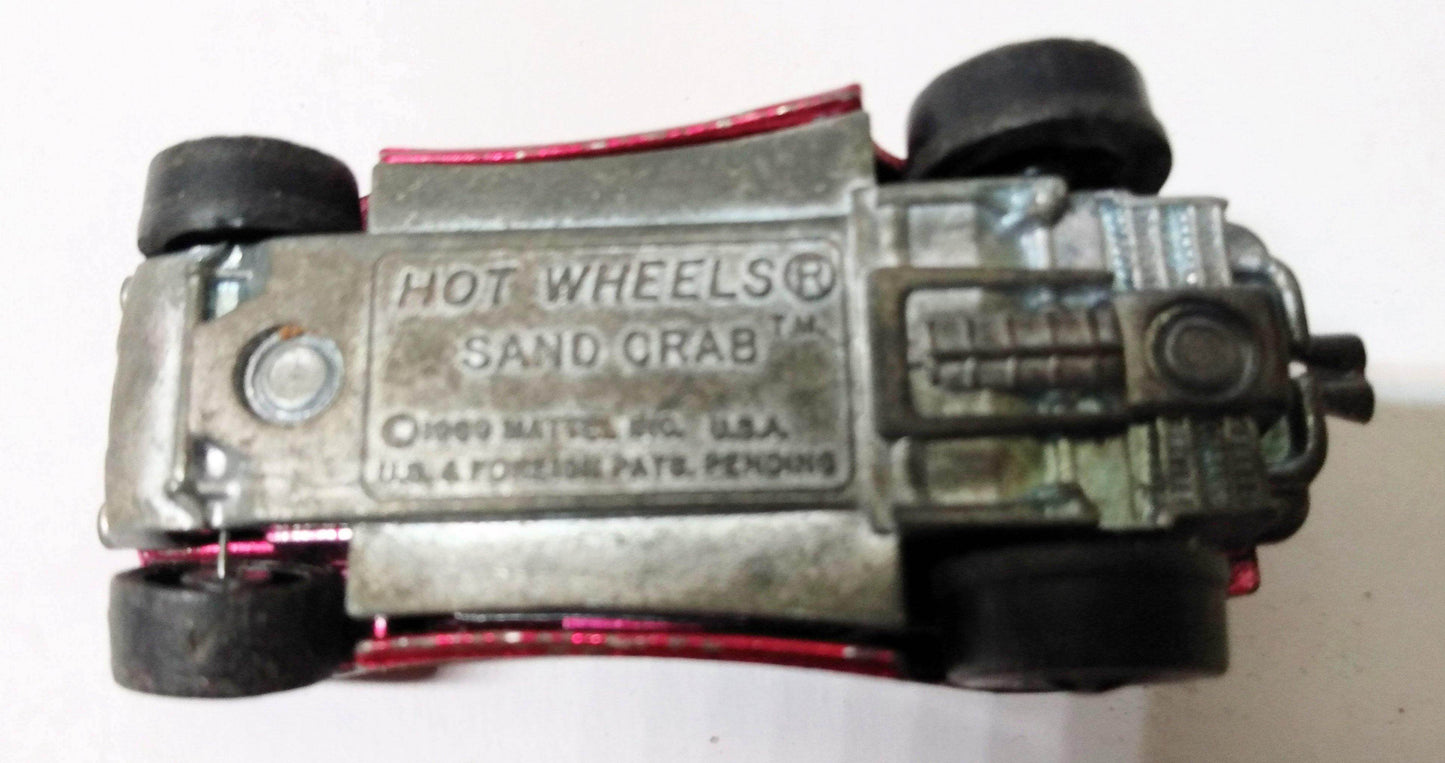 HOT WHEELS®
SAND CRAB™
©1969 MATTEL INC. U.S.A.
U.S. & FOREIGN PATS. PENDING